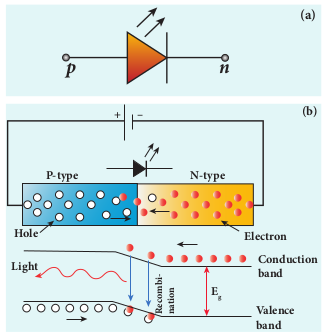 (a)
p
n
(b)
+ −
P-type
N-type
Hole
Electron
Light
Recombi-
nation
Eg
Conduction
band
Valence
band